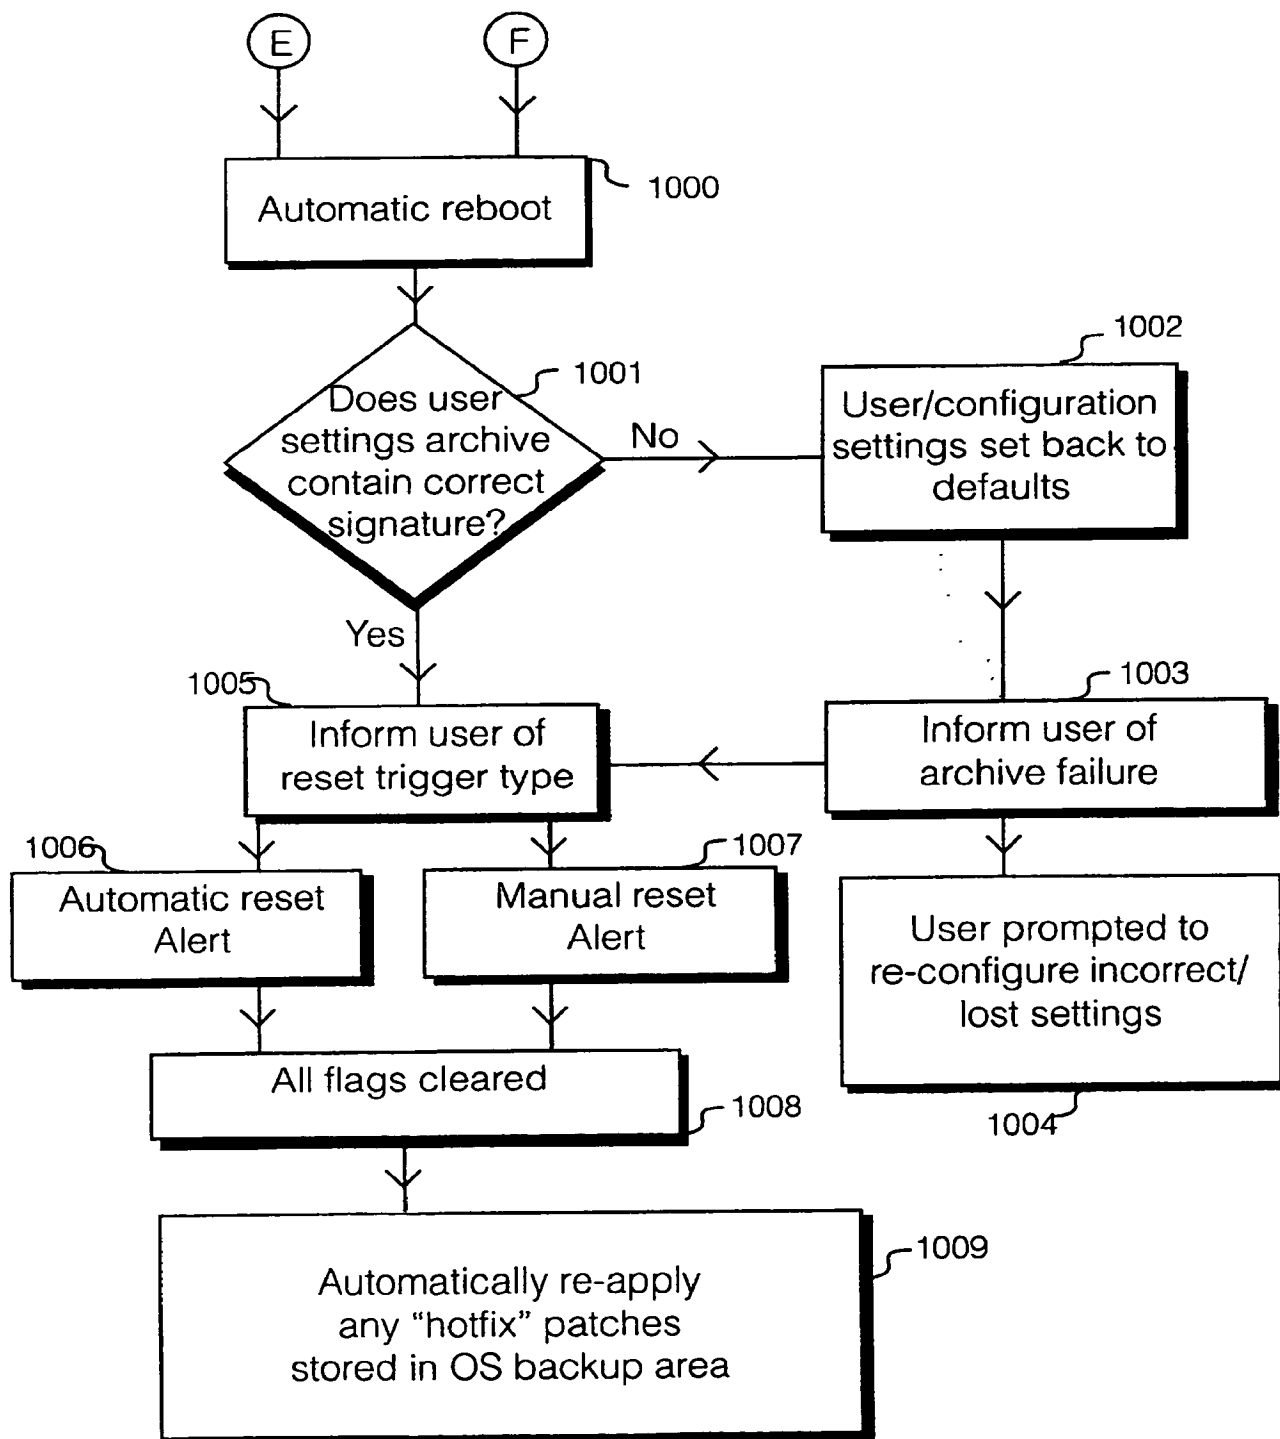 E
F
1000
Automatic reboot
1001
Does user
settings archive
contain correct
signature?
No
Yes
1002
User/configuration
settings set back to
defaults
1003
Inform user of
archive failure
1004
User prompted to
re-configure incorrect/
lost settings
1005
Inform user of
reset trigger type
1006
Automatic reset
Alert
1007
Manual reset
Alert
All flags cleared
1008
1009
Automatically re-apply
any “hotfix” patches
stored in OS backup area